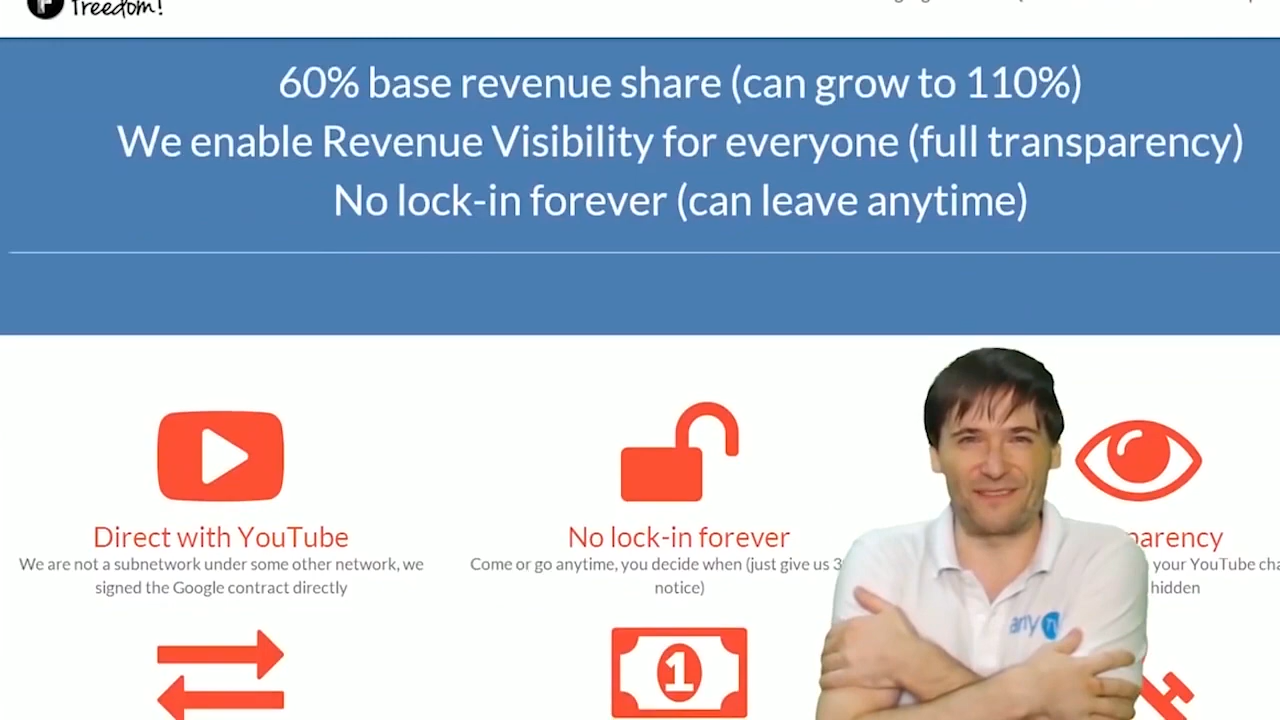 freedom!
60% base revenue share (can grow to 110%)
We enable Revenue Visibility for everyone (full transparency)
No lock-in forever (can leave anytime)
Direct with YouTube
We are not a subnetwork under some other network, we
signed the Google contract directly
No lock-in forever
Come or go anytime, you decide when (just give us 3
notice)
parency
your YouTube cha
hidden
any TV
1